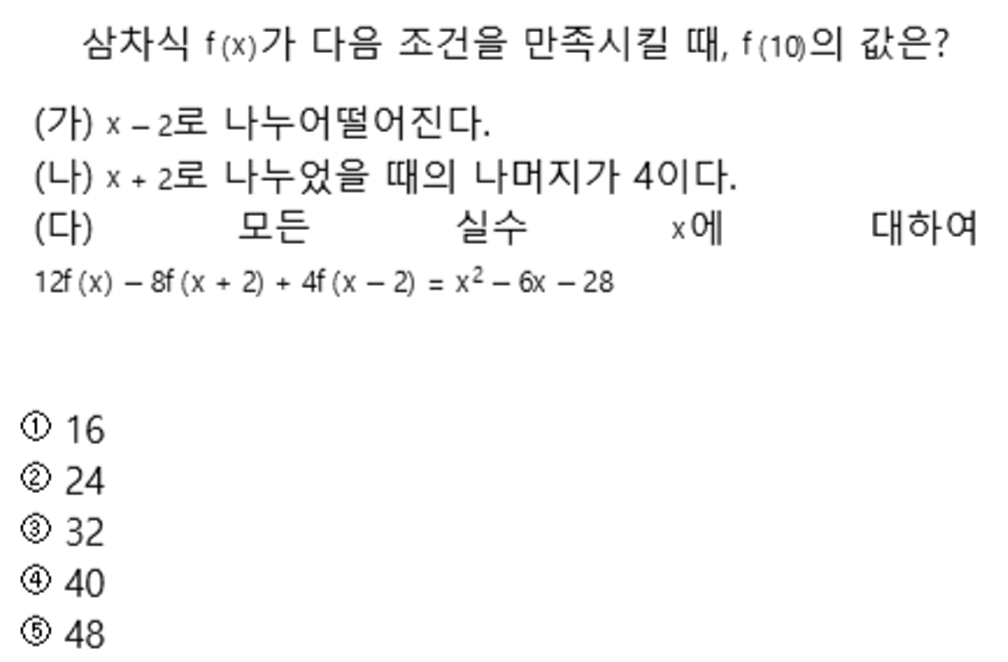 삼차식 f(x)가 다음 조건을 만족시킬 때, f(10)의 값은?
(가) x − 2로 나누어떨어진다.
(나) x + 2로 나누었을 때의 나머지가 4이다.
(다) 모든 실수 x에 대하여
12f(x) − 8f(x + 2) + 4f(x − 2) = x² − 6x − 28
① 16
② 24
③ 32
④ 40
⑤ 48